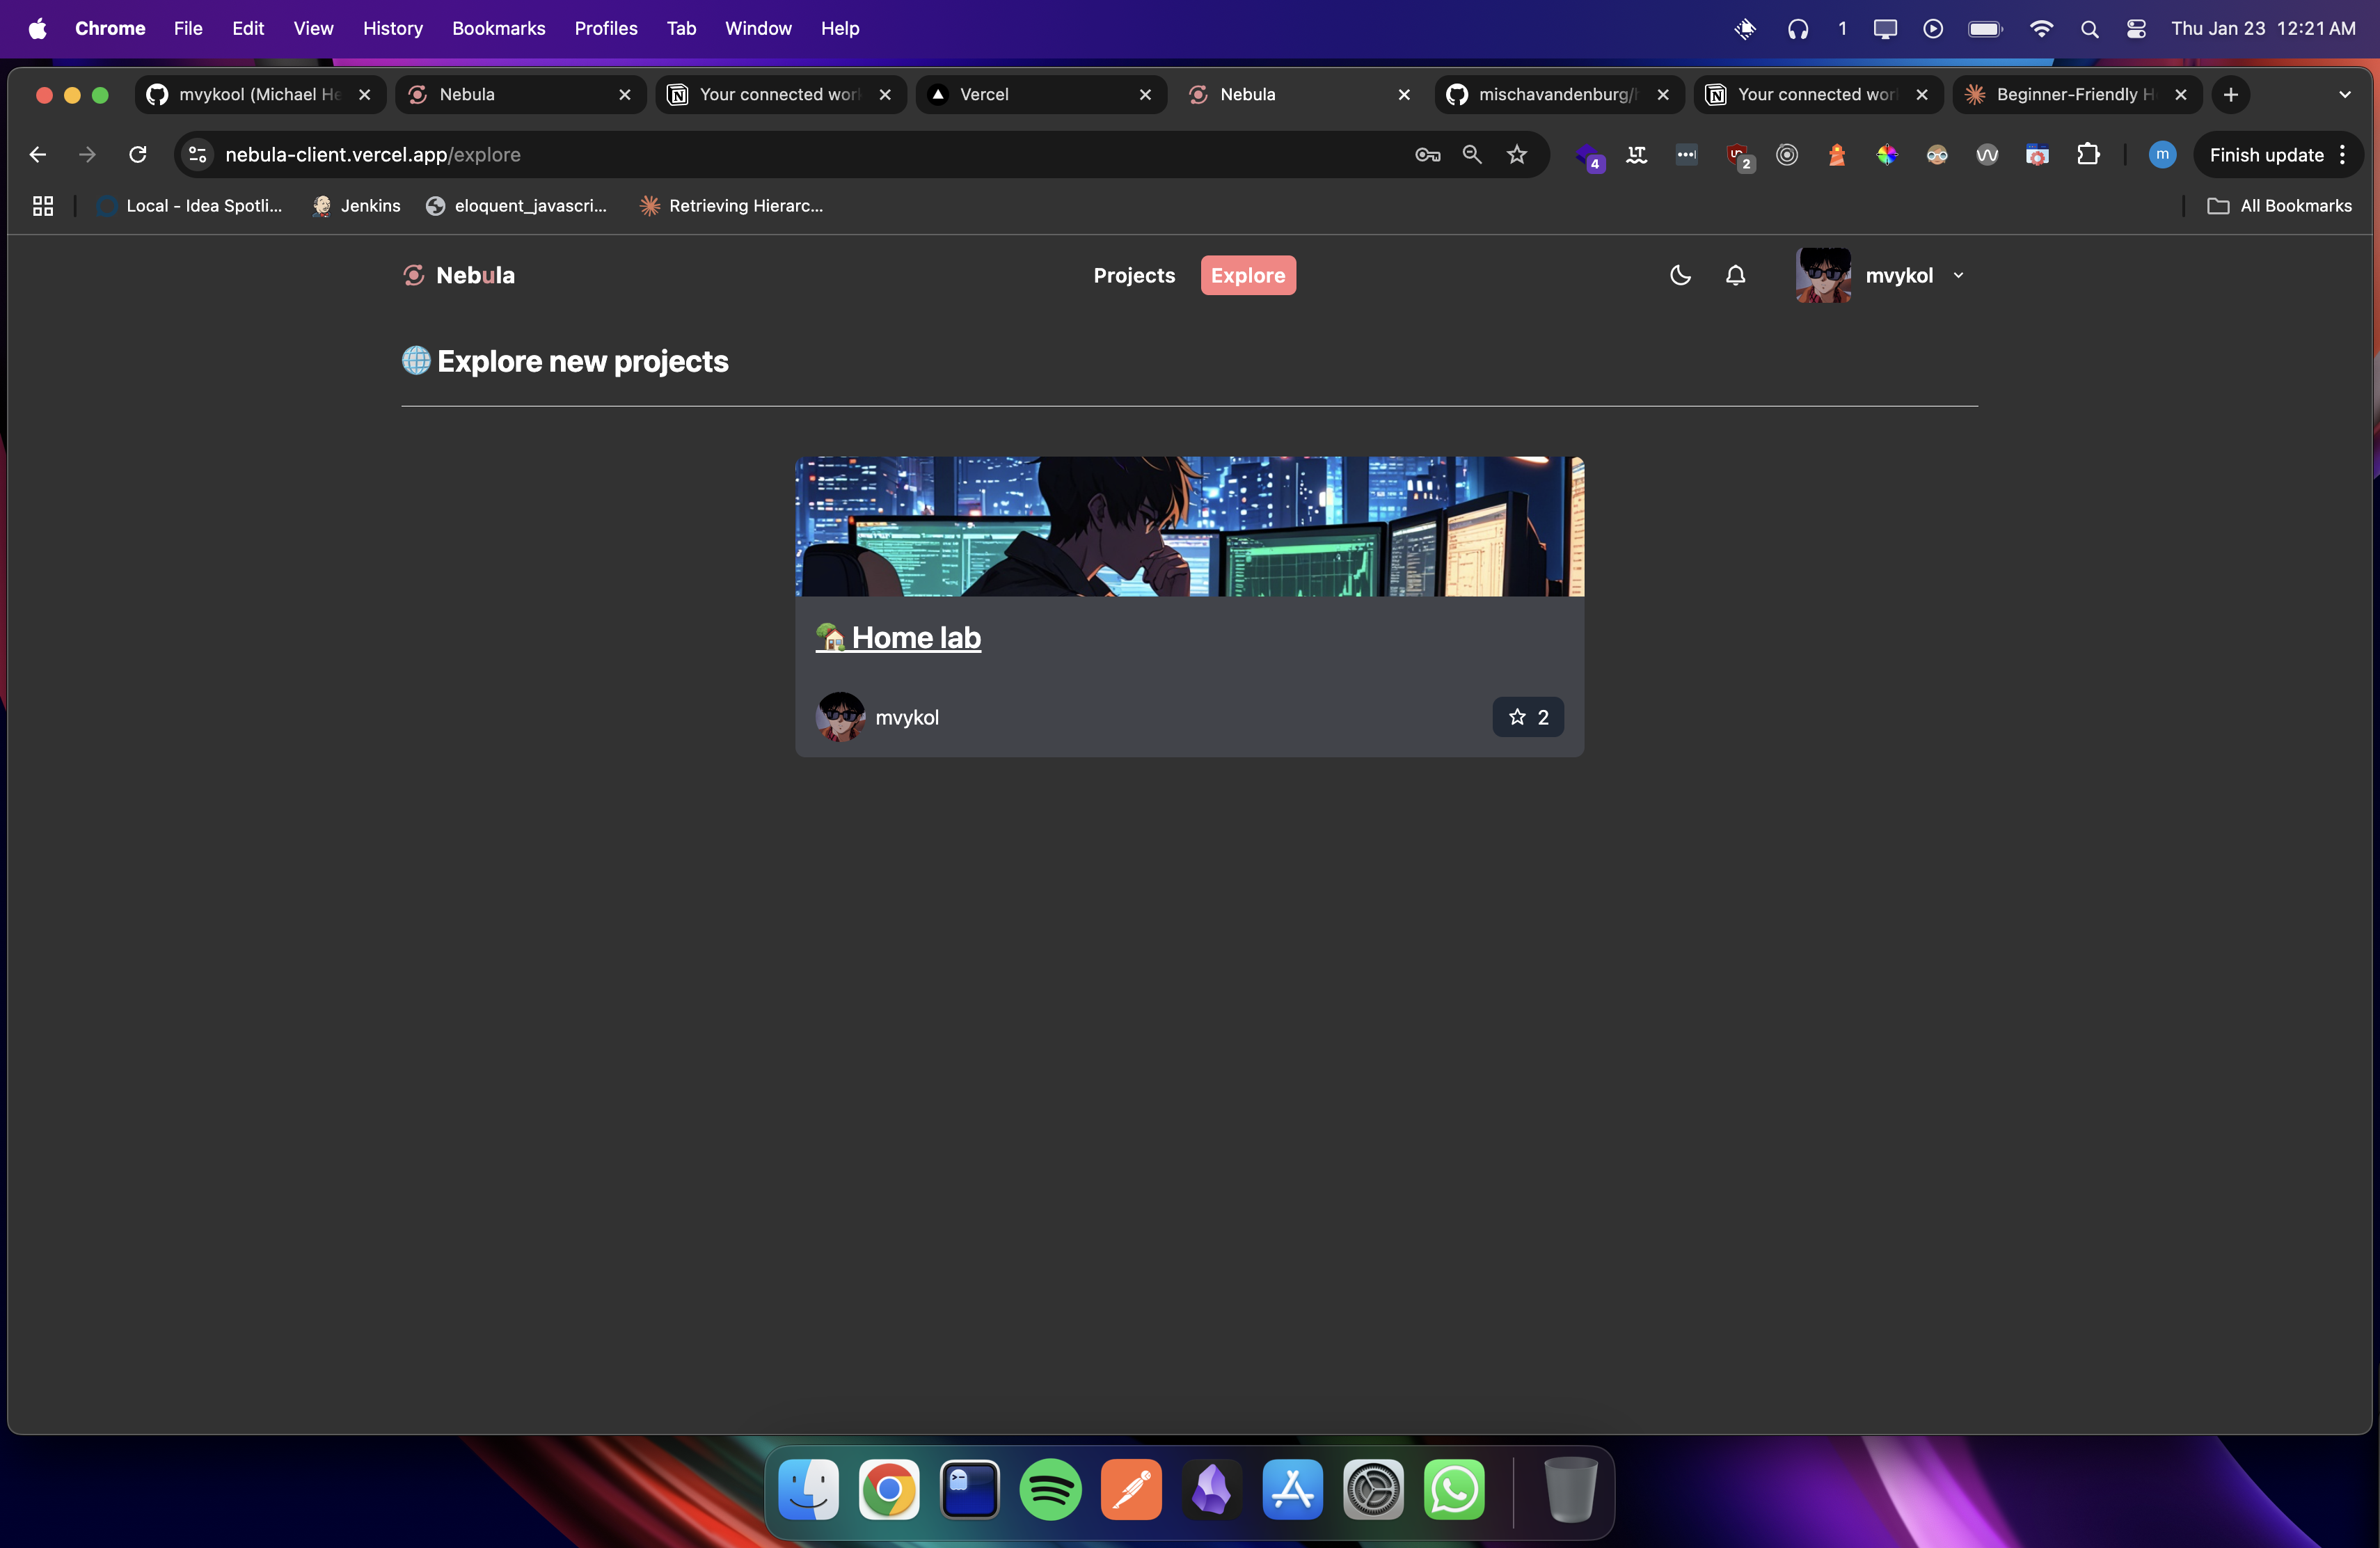 Chrome File Edit View History Bookmarks Profiles Tab Window Help 1 Thu Jan 23 12:21 AM
mvykool (Michael He Nebula Your connected wor Vercel Nebula mischavandenburg/h Your connected wor Beginner-Friendly H
nebula-client.vercel.app/explore 4 2 m Finish update
Local - Idea Spotli... Jenkins eloquent_javascri... Retrieving Hierarc... All Bookmarks
Nebula Projects Explore mvykol
Explore new projects
Home lab
mvykol 2